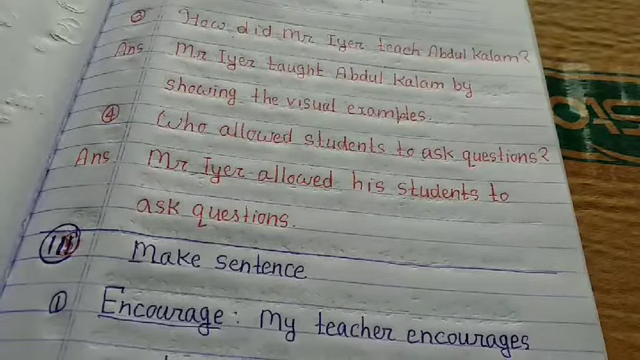 ③ How did Mr Iyer teach Abdul Kalam?
Ans Mr Iyer taught Abdul Kalam by
showing the visual examples.
④ Who allowed students to ask questions?
Ans Mr Iyer allowed his students to
ask questions.
III Make sentence
① Encourage: My teacher encourages